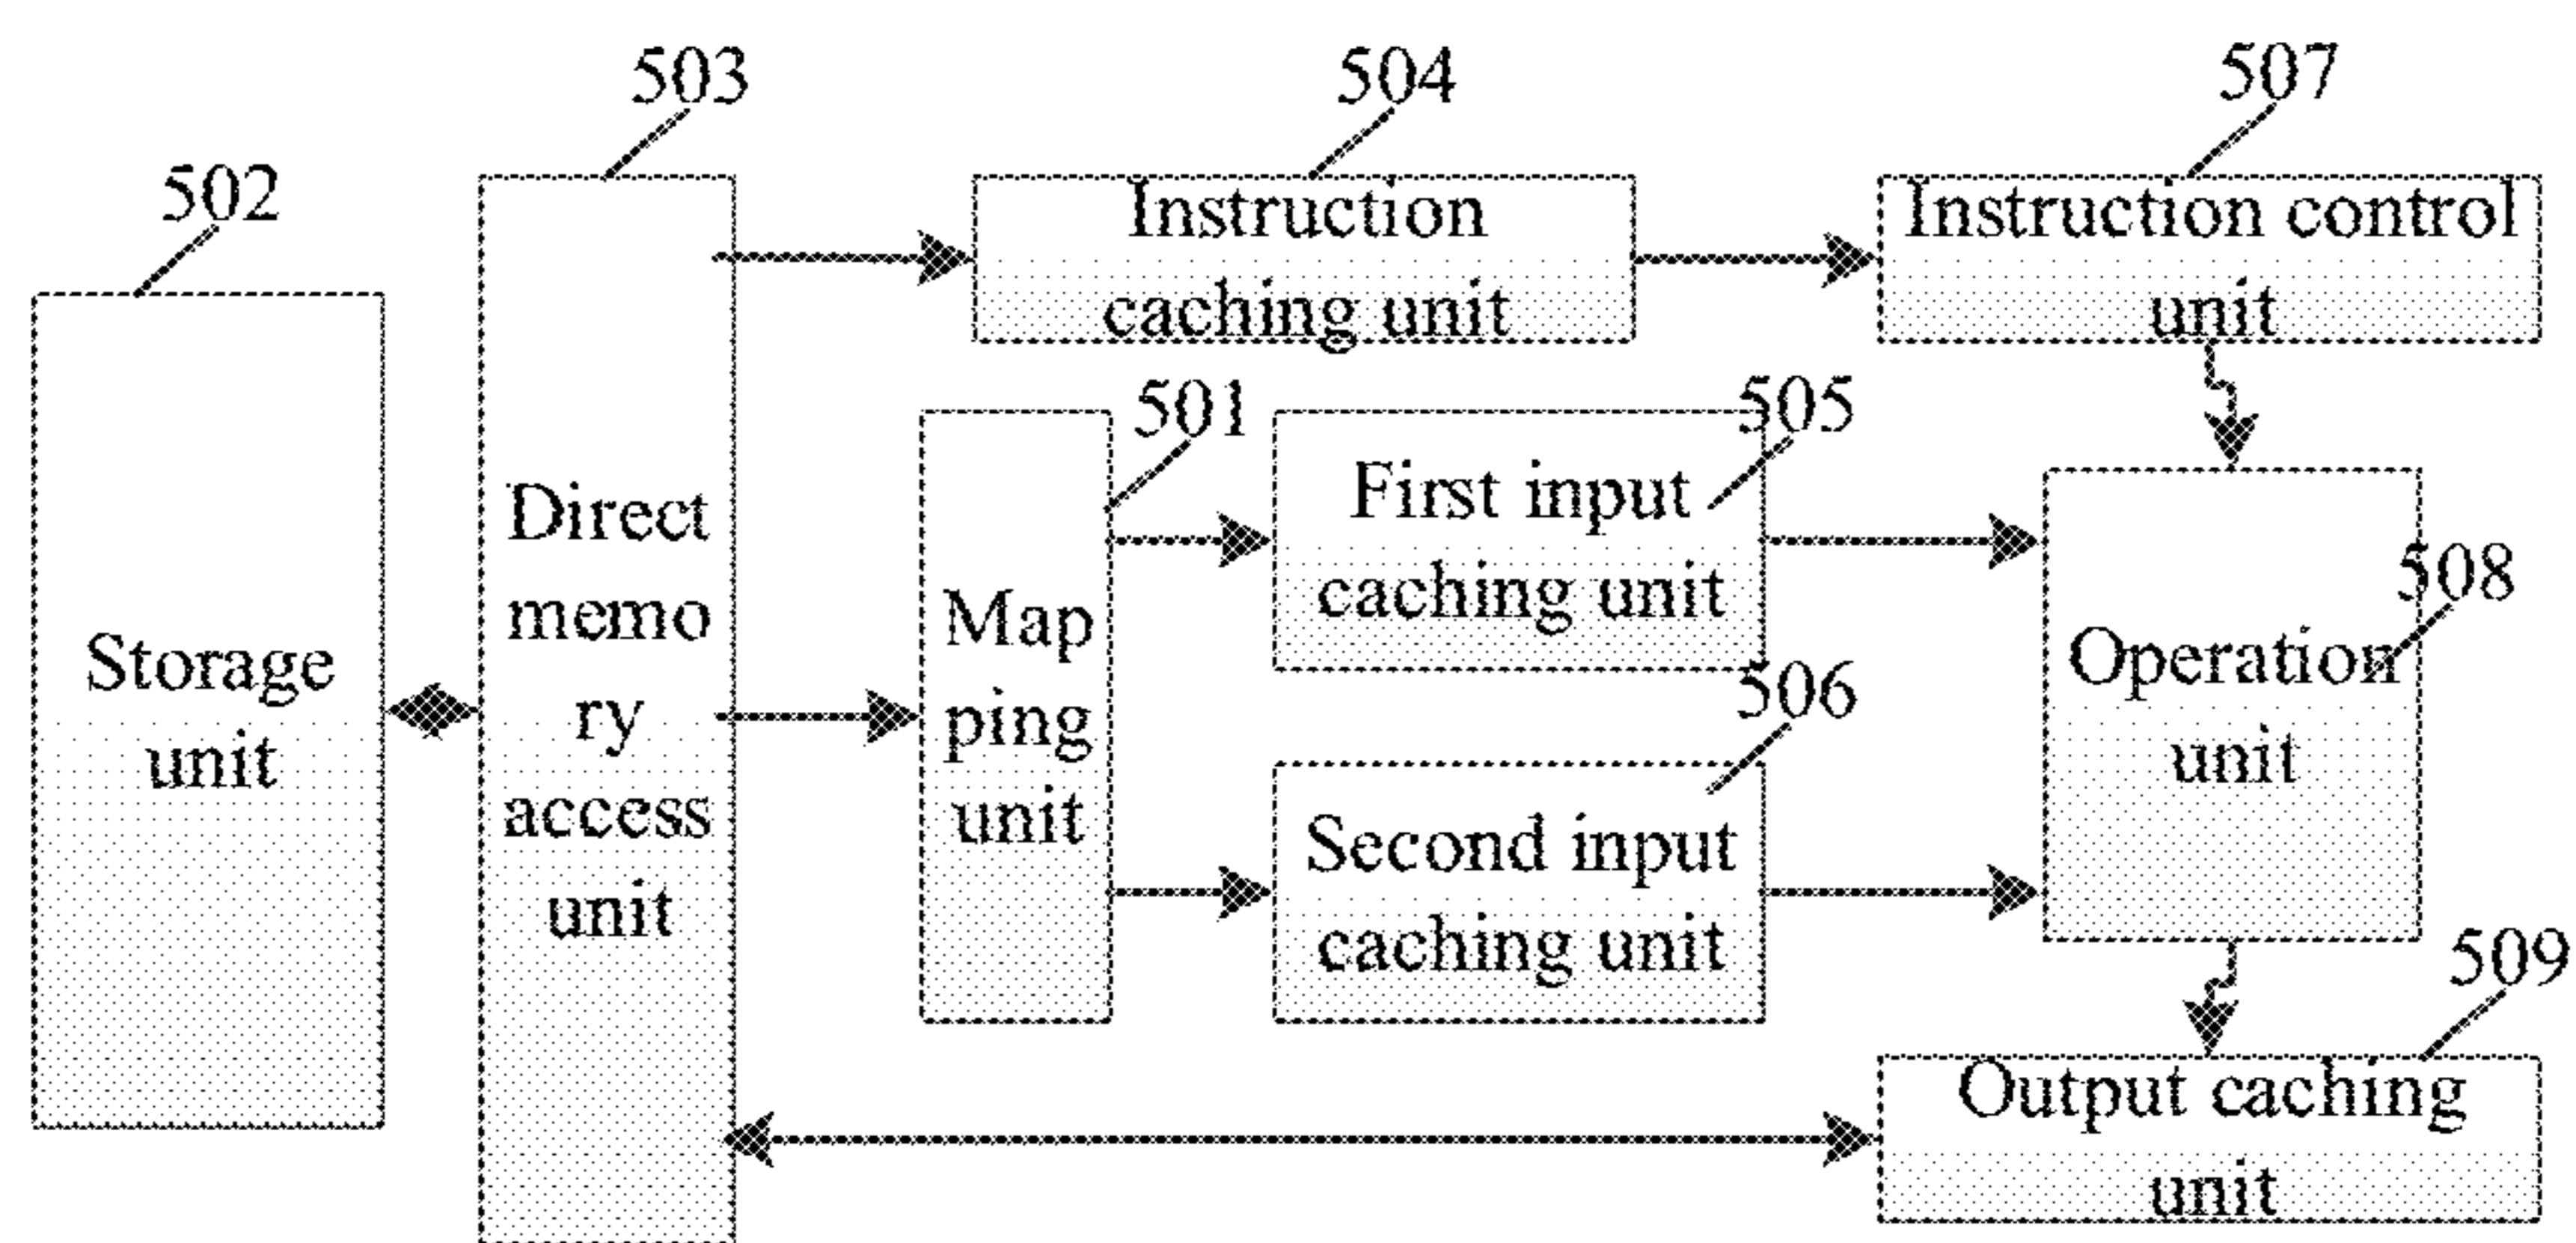 503
504
507
502
Instruction
caching unit
Instruction control
unit
501
505
Storage
unit
Direct
memo
ry
access
unit
Map
ping
unit
First input
caching unit
506
Second input
caching unit
508
Operation
unit
509
Output caching
unit